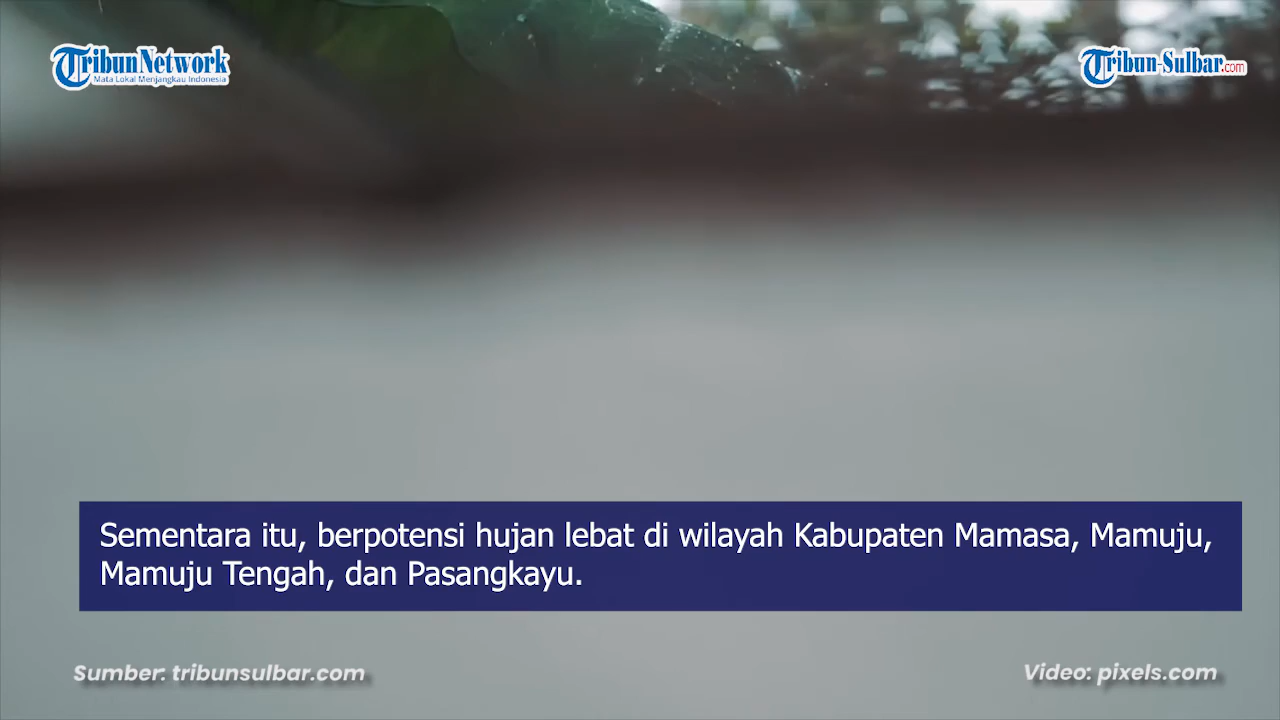 TribunNetwork
Mata Lokal Menjangkau Indonesia
Tribun-Sulbar.com
Sementara itu, berpotensi hujan lebat di wilayah Kabupaten Mamasa, Mamuju,
Mamuju Tengah, dan Pasangkayu.
Sumber: tribunsulbar.com
Video: pixels.com